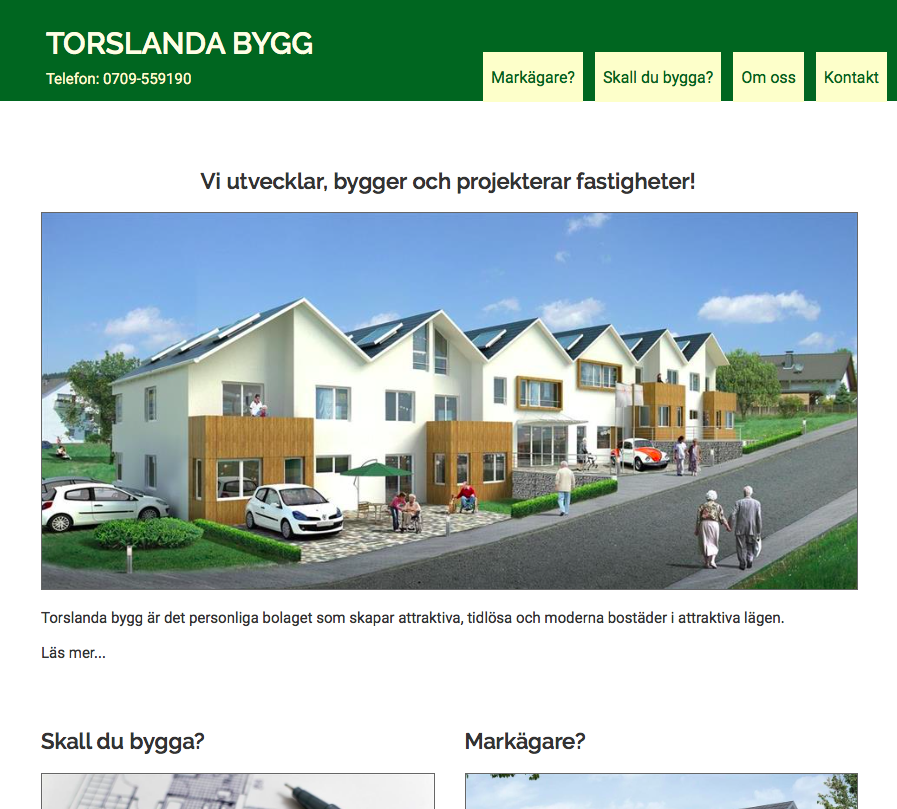 TORSLANDA BYGG
Telefon: 0709-559190
Markägare? Skall du bygga? Om oss Kontakt
Vi utvecklar, bygger och projekterar fastigheter!
Torslanda bygg är det personliga bolaget som skapar attraktiva, tidlösa och moderna bostäder i attraktiva lägen.
Läs mer...
Skall du bygga? Markägare?